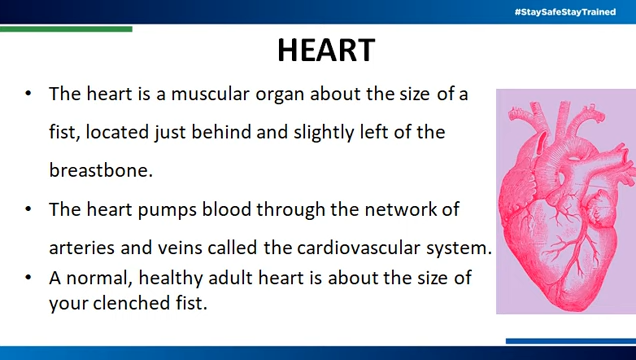 #StaySafeStayTrained
HEART
• The heart is a muscular organ about the size of a
fist, located just behind and slightly left of the
breastbone.
• The heart pumps blood through the network of
arteries and veins called the cardiovascular system.
• A normal, healthy adult heart is about the size of
your clenched fist.